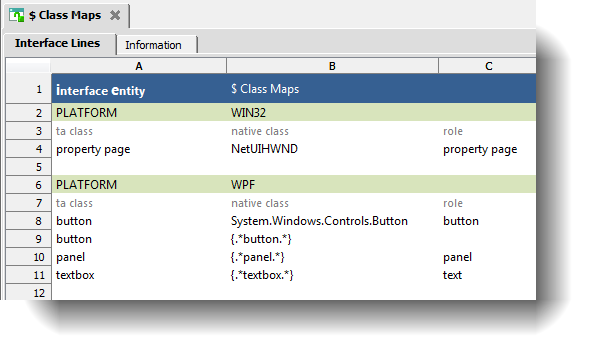 $ Class Maps
Interface Lines Information
A B C
1 interface entity $ Class Maps
2 PLATFORM WIN32
3 ta class native class role
4 property page NetUIHWND property page
5
6 PLATFORM WPF
7 ta class native class role
8 button System.Windows.Controls.Button button
9 button {.*button.*}
10 panel {.*panel.*} panel
11 textbox {.*textbox.*} text
12